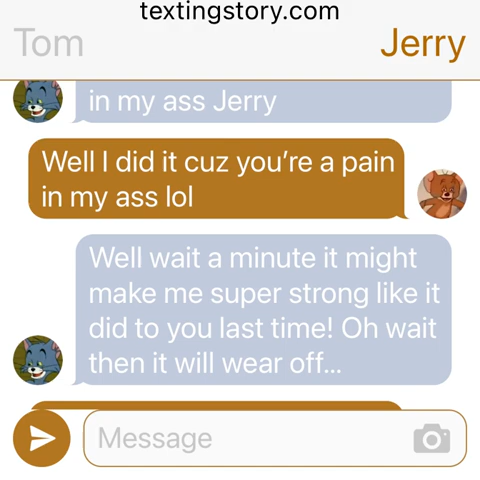 textingstory.com
Tom
Jerry
in my ass Jerry
Well I did it cuz you’re a pain
in my ass lol
Well wait a minute it might
make me super strong like it
did to you last time! Oh wait
then it will wear off...
Message